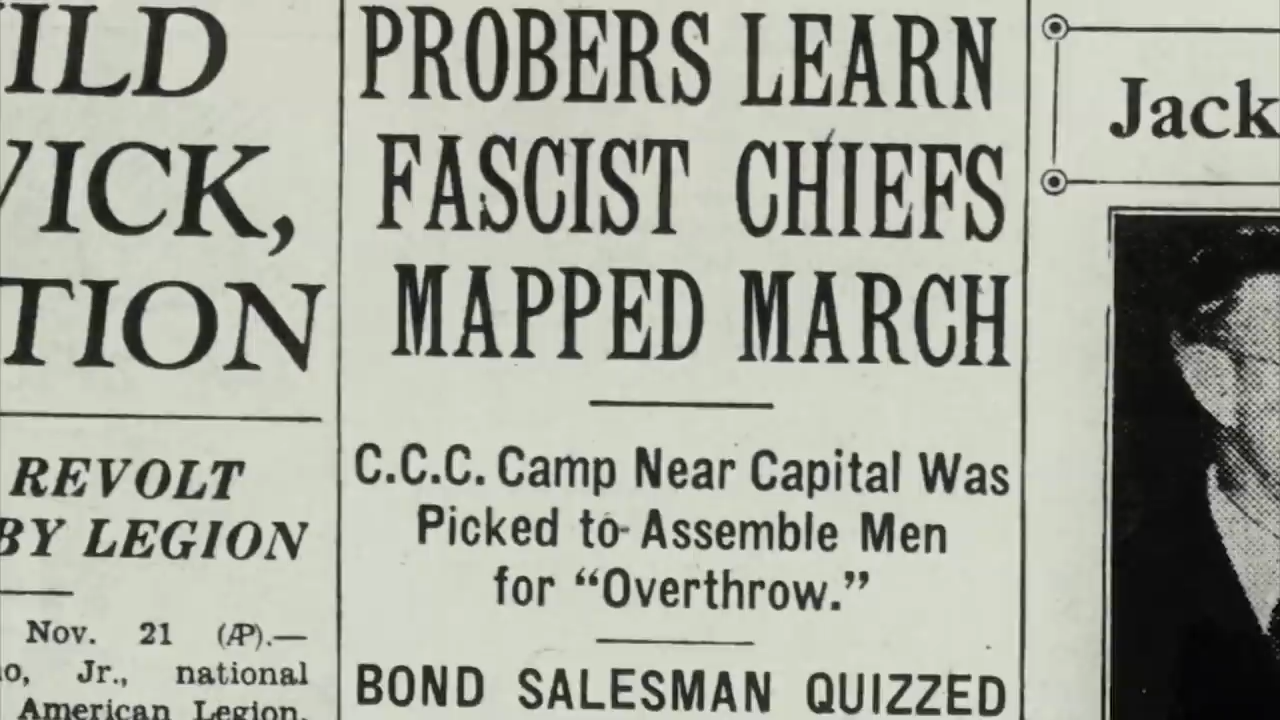 ILD
VICK,
TION
REVOLT
BY LEGION
Nov. 21 (AP).—
o, Jr., national
American Legion,
PROBERS LEARN
FASCIST CHIEFS
MAPPED MARCH
C.C.C. Camp Near Capital Was
Picked to Assemble Men
for “Overthrow.”
BOND SALESMAN QUIZZED
Jack